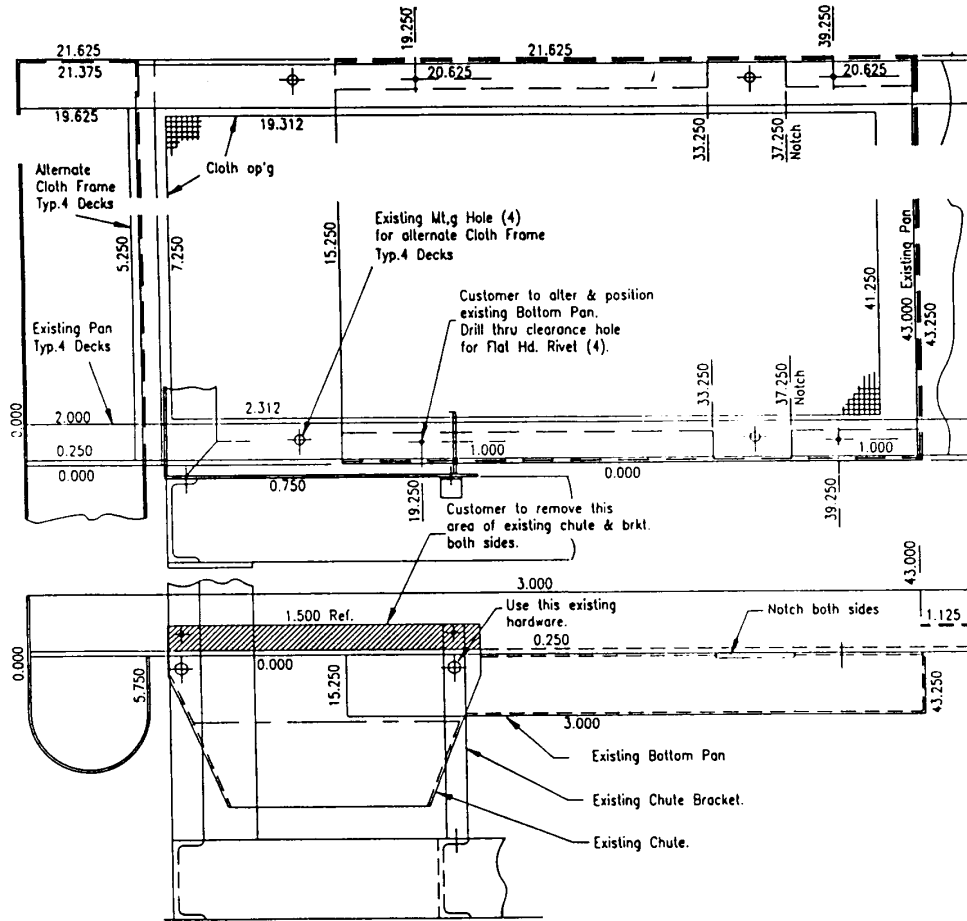 21.625
21.375
19.250
21.625
39.250
20.625
20.625
19.625
19.312
33.250
37.250
Notch
Cloth op'g
Alternate
Cloth Frame
Typ.4 Decks
5.250
7.250
15.250
Existing Mt,g Hole (4)
for alternate Cloth Frame
Typ.4 Decks
43.000 Existing Pan
43.250
41.250
Customer to alter & position
existing Bottom Pan.
Drill thru clearance hole
for Flat Hd. Rivet (4).
Existing Pan
Typ.4 Decks
33.250
37.250
Notch
0.000
2.000
2.312
0.250
1.000
1.000
0.000
0.750
0.000
19.250
39.250
Customer to remove this
area of existing chute & brkt.
both sides.
43.000
3.000
1.500 Ref.
Use this existing
hardware.
Notch both sides
1.125
0.250
0.000
0.000
5.750
15.250
43.250
3.000
Existing Bottom Pan
Existing Chute Bracket.
Existing Chute.